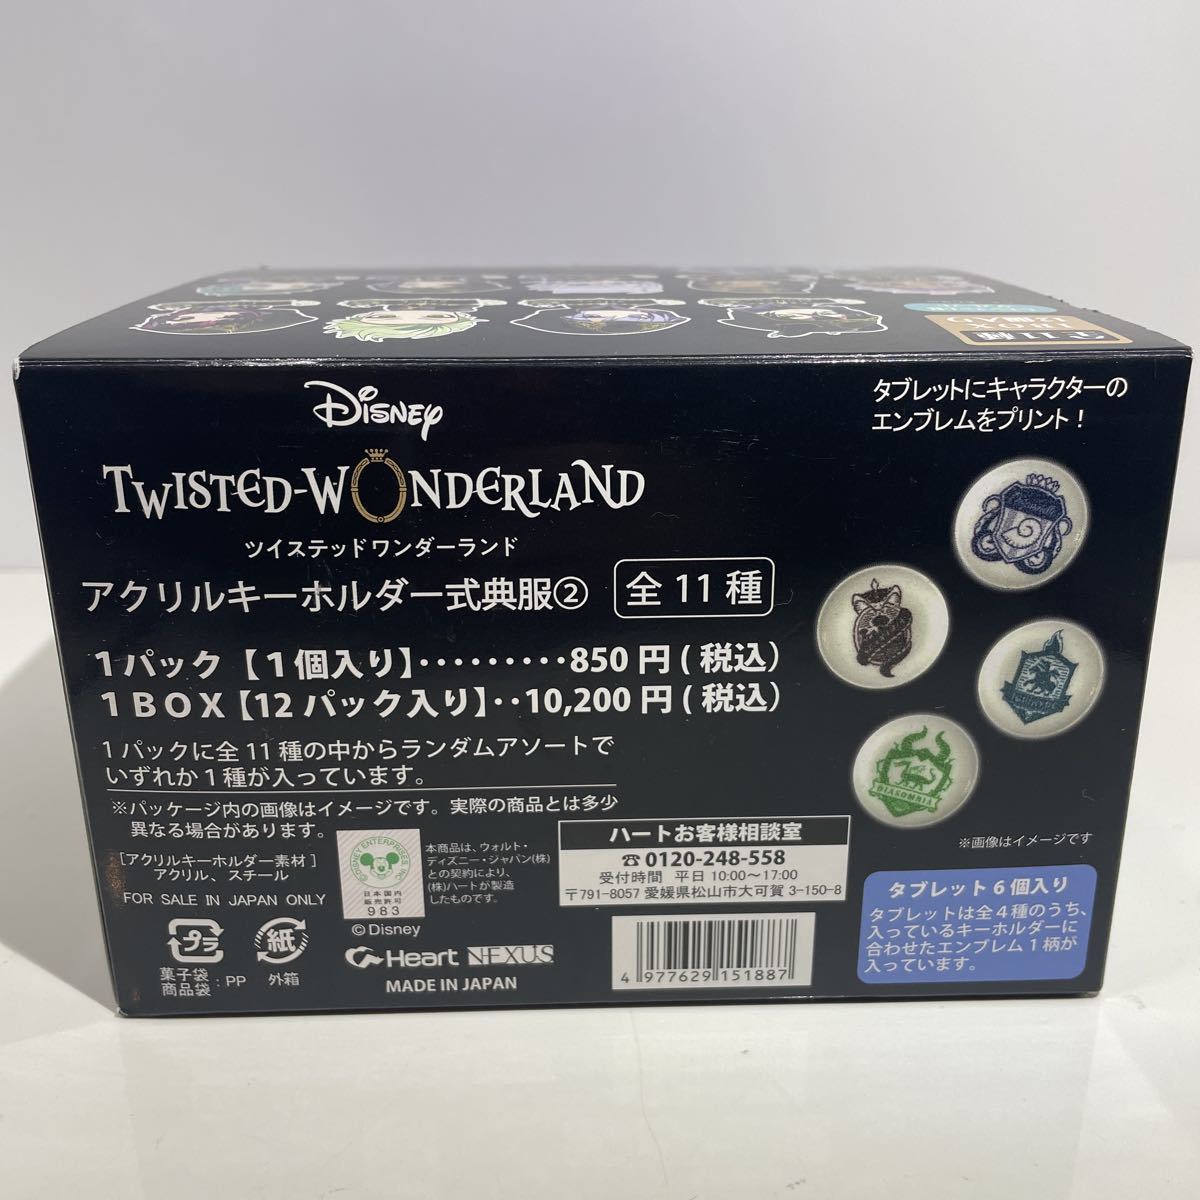 全11種
1BOX
Disney
TWISTED-WONDERLAND
ツイステッドワンダーランド
アクリルキーホルダー式典服②
全11種
1パック【1個入り】・・・・・・・・・850円(税込)
1BOX【12パック入り】・・10,200円(税込)
1パックに全11種の中からランダムアソートで
いずれか1種が入っています。
※パッケージ内の画像はイメージです。実際の商品とは多少
異なる場合があります。
[アクリルキーホルダー素材]
アクリル、スチール
FOR SALE IN JAPAN ONLY
プラ
菓子袋
商品袋
:PP
紙
外箱
©DISNEY ENTERPRISES INC
日本国内
販売許可
983
本商品は、ウォルト・
ディズニー・ジャパン(株)
との契約により、
(株)ハートが製造
したものです。
©Disney
Heart NEXUS
MADE IN JAPAN
ハートお客様相談室
☎0120-248-558
受付時間 平日 10:00〜17:00
〒791-8057 愛媛県松山市大可賀 3-150-8
4 977629 151887
タブレットにキャラクターの
エンブレムをプリント!
DIASOMNIA
※画像はイメージです
タブレット6個入り
タブレットは全4種のうち、
入っているキーホルダーに
合わせたエンブレム1柄が
入っています。